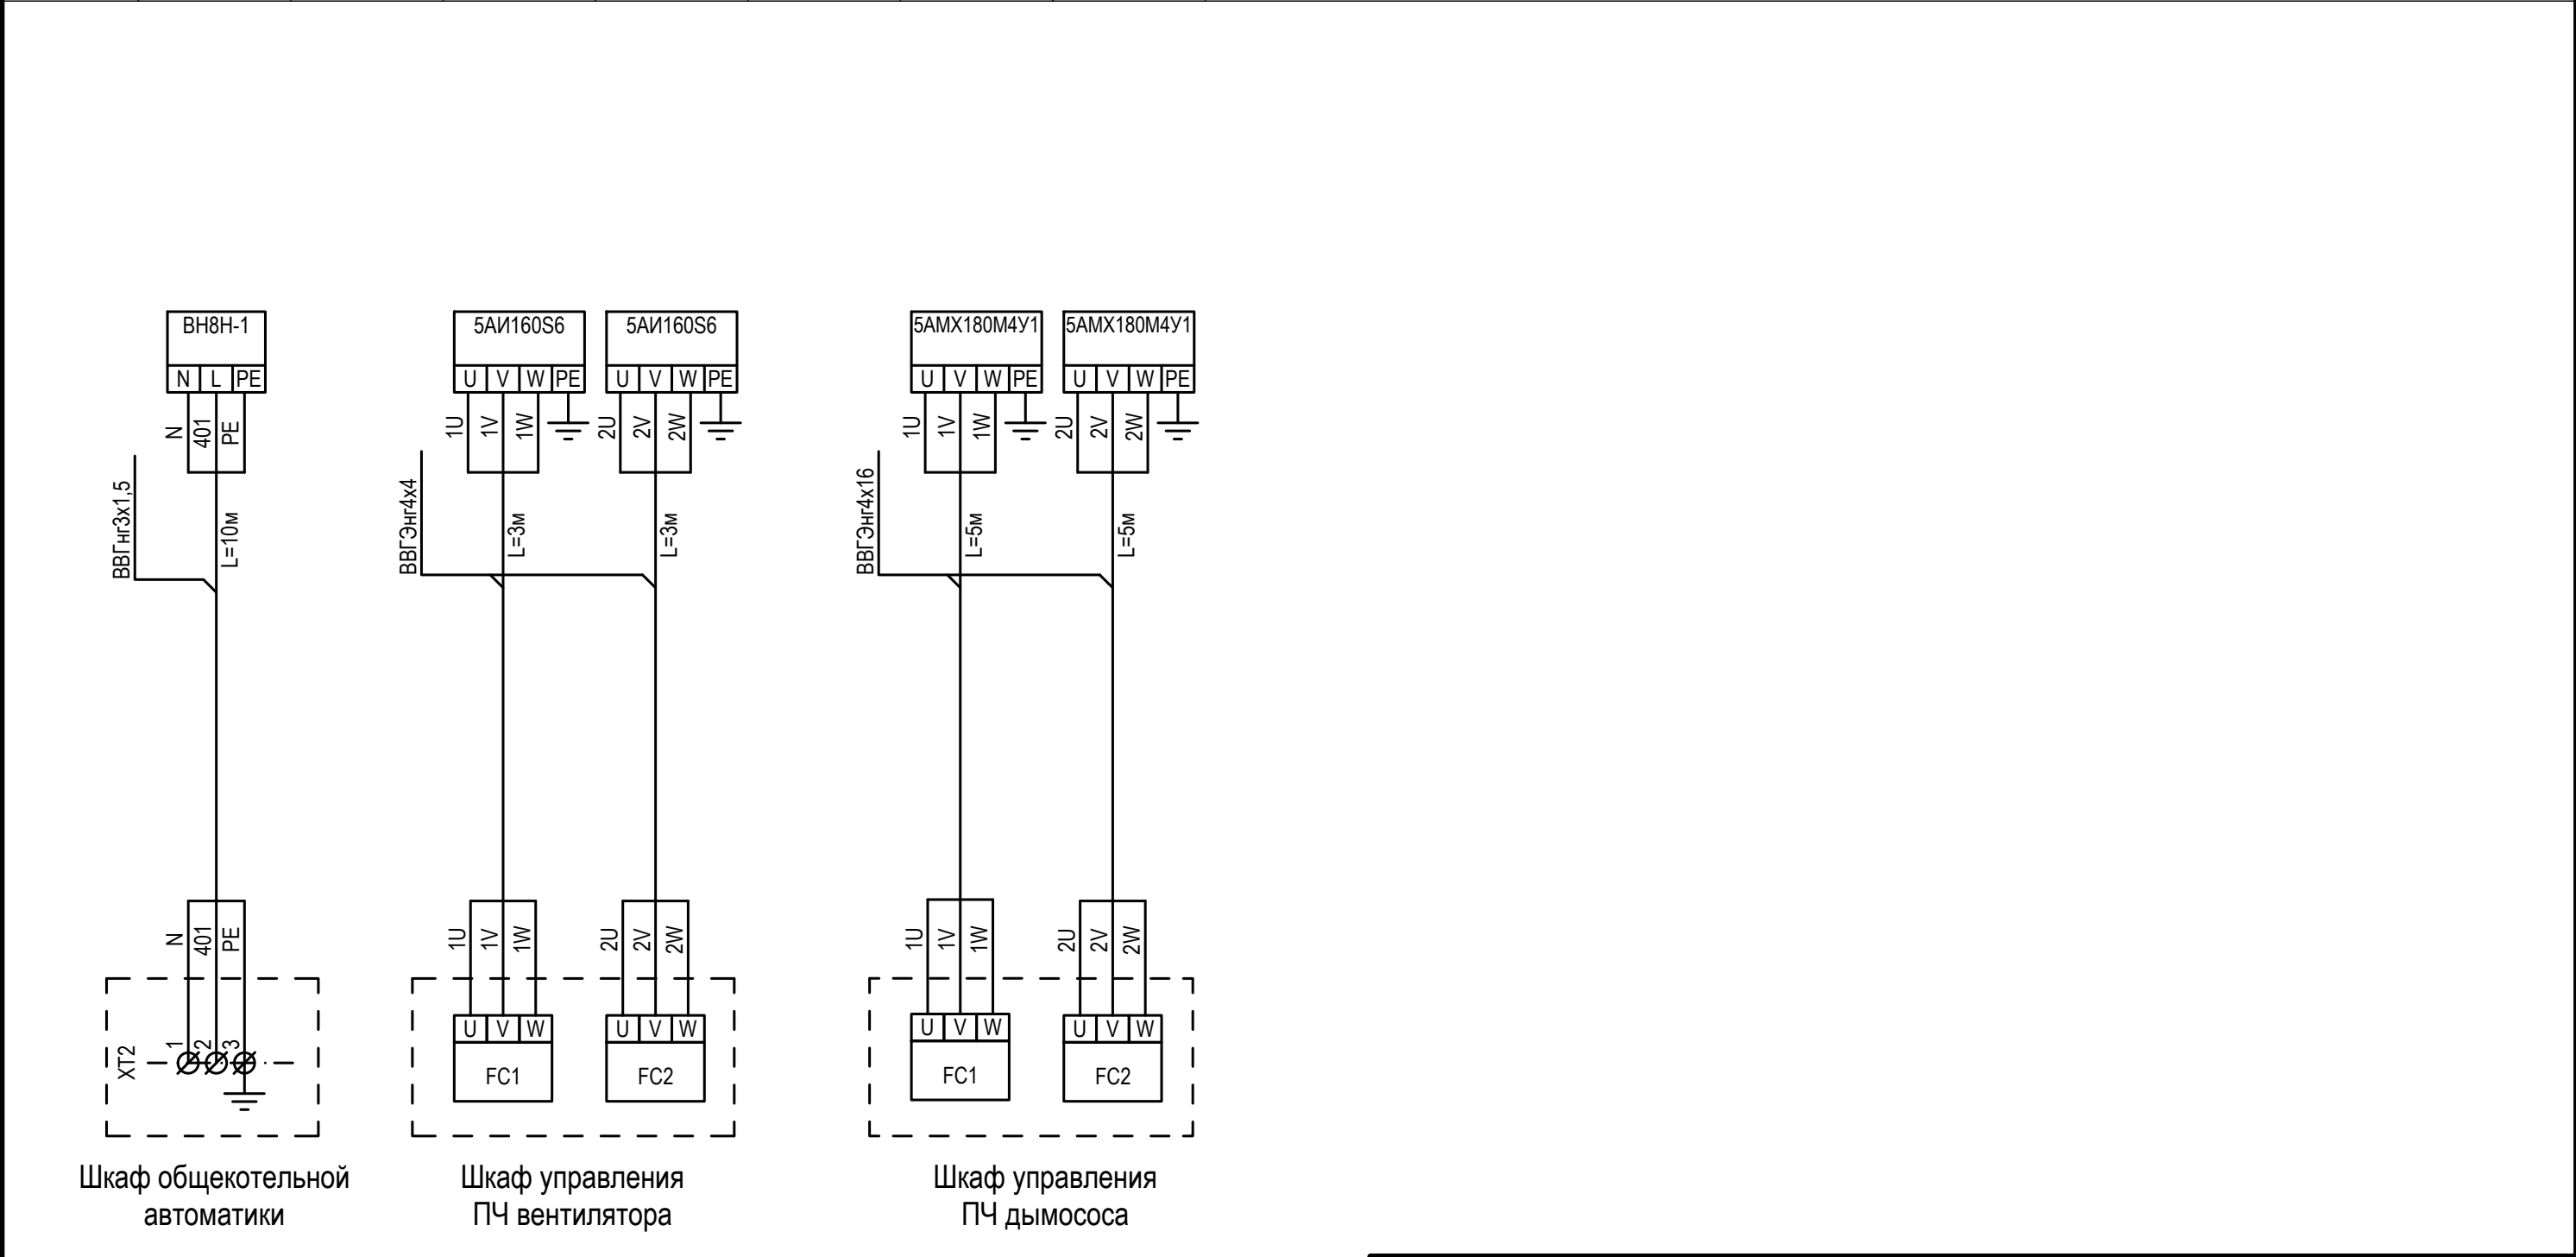 ВН8Н-1
N L PE
N 401 PE
ВВГнг3х1,5
L=10м
N 401 PE
XT2
1 2 3
Шкаф общекотельной
автоматики
5АИ160S6
U V W PE
1U 1V 1W
5АИ160S6
U V W PE
2U 2V 2W
ВВГЭнг4х4
L=3м
L=3м
1U 1V 1W
2U 2V 2W
U V W
FC1
U V W
FC2
Шкаф управления
ПЧ вентилятора
5АМХ180М4У1
U V W PE
1U 1V 1W
5АМХ180М4У1
U V W PE
2U 2V 2W
ВВГЭнг4х16
L=5м
L=5м
1U 1V 1W
2U 2V 2W
U V W
FC1
U V W
FC2
Шкаф управления
ПЧ дымососа